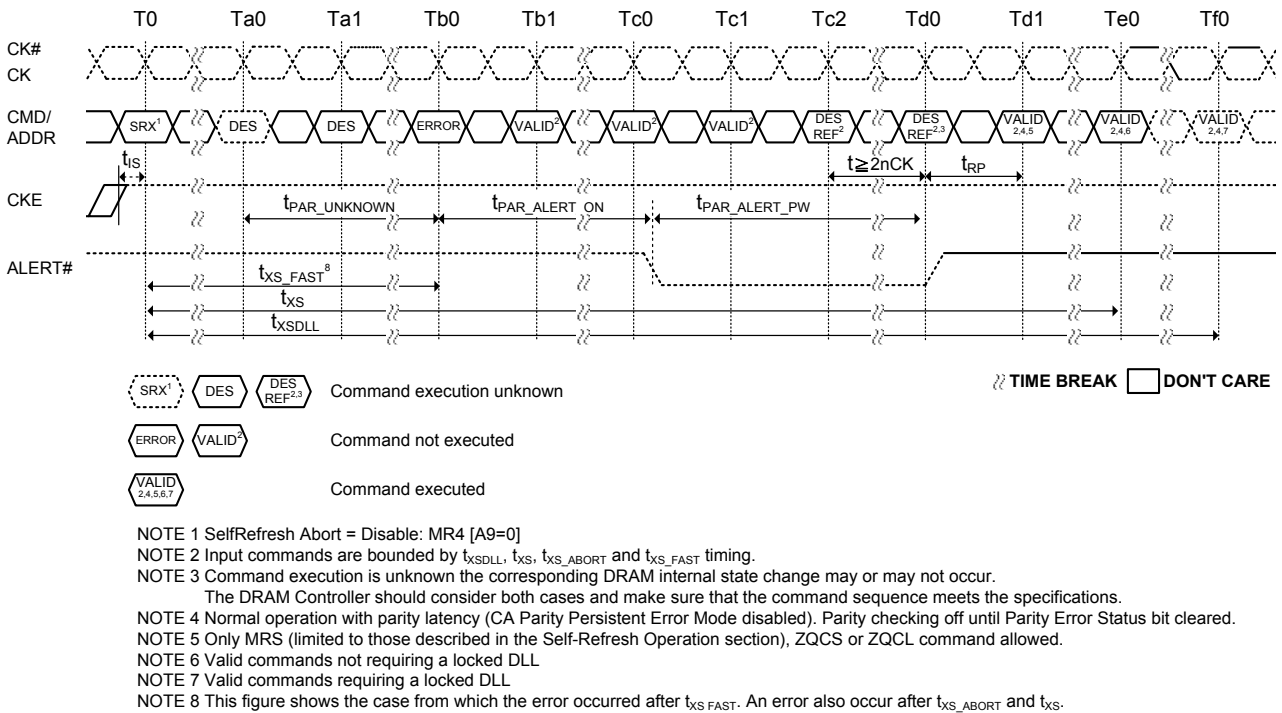 T0 Ta0 Ta1 Tb0 Tb1 Tc0 Tc1 Tc2 Td0 Td1 Te0 Tf0
CK#
CK
CMD/
ADDR
SRX1 DES DES ERROR VALID2 VALID2 VALID2 DES REF2 DES REF2,3 VALID 2,4,5 VALID 2,4,6 VALID 2,4,7
tIS t≧2nCK tRP
CKE
tPAR_UNKNOWN tPAR_ALERT_ON tPAR_ALERT_PW
ALERT#
tXS_FAST8
tXS
tXSDLL
SRX1 DES DES REF2,3 Command execution unknown
TIME BREAK DON'T CARE
ERROR VALID2 Command not executed
VALID 2,4,5,6,7 Command executed
NOTE 1 SelfRefresh Abort = Disable: MR4 [A9=0]
NOTE 2 Input commands are bounded by tXSDLL, tXS, tXS_ABORT and tXS_FAST timing.
NOTE 3 Command execution is unknown the corresponding DRAM internal state change may or may not occur.
The DRAM Controller should consider both cases and make sure that the command sequence meets the specifications.
NOTE 4 Normal operation with parity latency (CA Parity Persistent Error Mode disabled). Parity checking off until Parity Error Status bit cleared.
NOTE 5 Only MRS (limited to those described in the Self-Refresh Operation section), ZQCS or ZQCL command allowed.
NOTE 6 Valid commands not requiring a locked DLL
NOTE 7 Valid commands requiring a locked DLL
NOTE 8 This figure shows the case from which the error occurred after tXS FAST. An error also occur after tXS_ABORT and tXS.